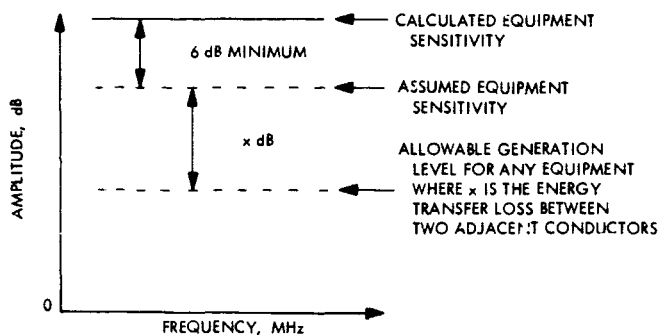 CALCULATED EQUIPMENT
SENSITIVITY
6 dB MINIMUM
ASSUMED EQUIPMENT
SENSITIVITY
x dB
ALLOWABLE GENERATION
LEVEL FOR ANY EQUIPMENT
WHERE x IS THE ENERGY
TRANSFER LOSS BETWEEN
TWO ADJACENT CONDUCTORS
AMPLITUDE, dB
0
FREQUENCY, MHz